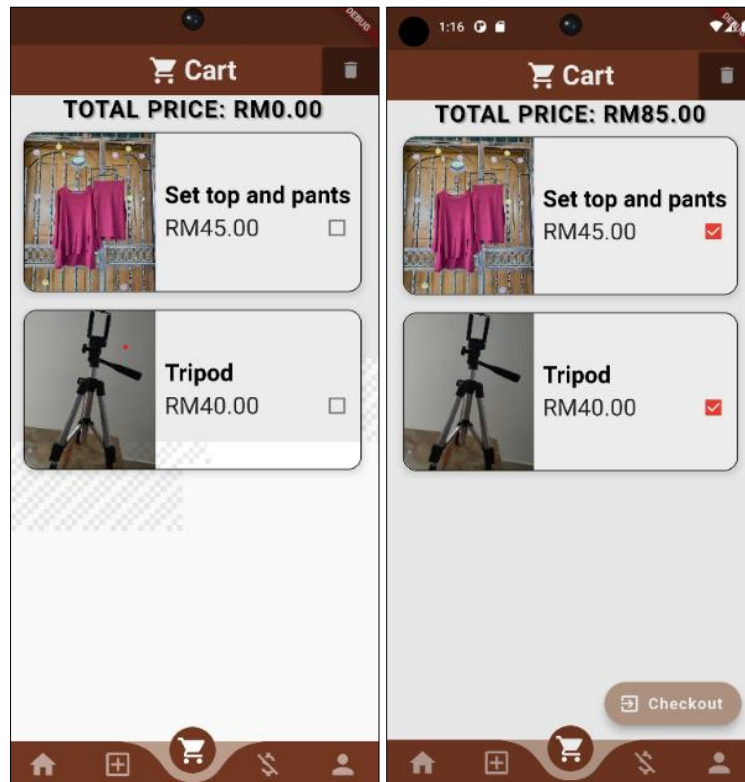 DEBUG
Cart
TOTAL PRICE: RM0.00
Set top and pants
RM45.00
Tripod
RM40.00
1:16
DEBUG
Cart
TOTAL PRICE: RM85.00
Set top and pants
RM45.00
Tripod
RM40.00
Checkout